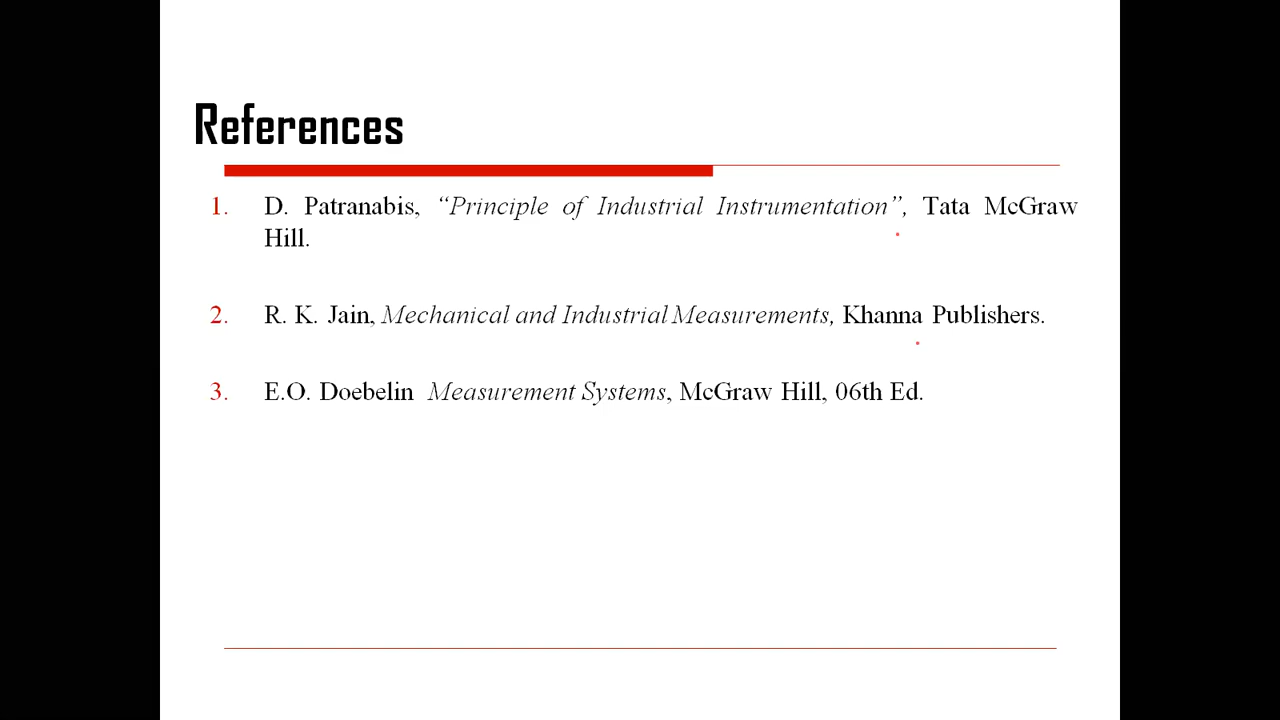 References
1. D. Patranabis, “Principle of Industrial Instrumentation”, Tata McGraw
Hill.
2. R. K. Jain, Mechanical and Industrial Measurements, Khanna Publishers.
3. E.O. Doebelin Measurement Systems, McGraw Hill, 06th Ed.